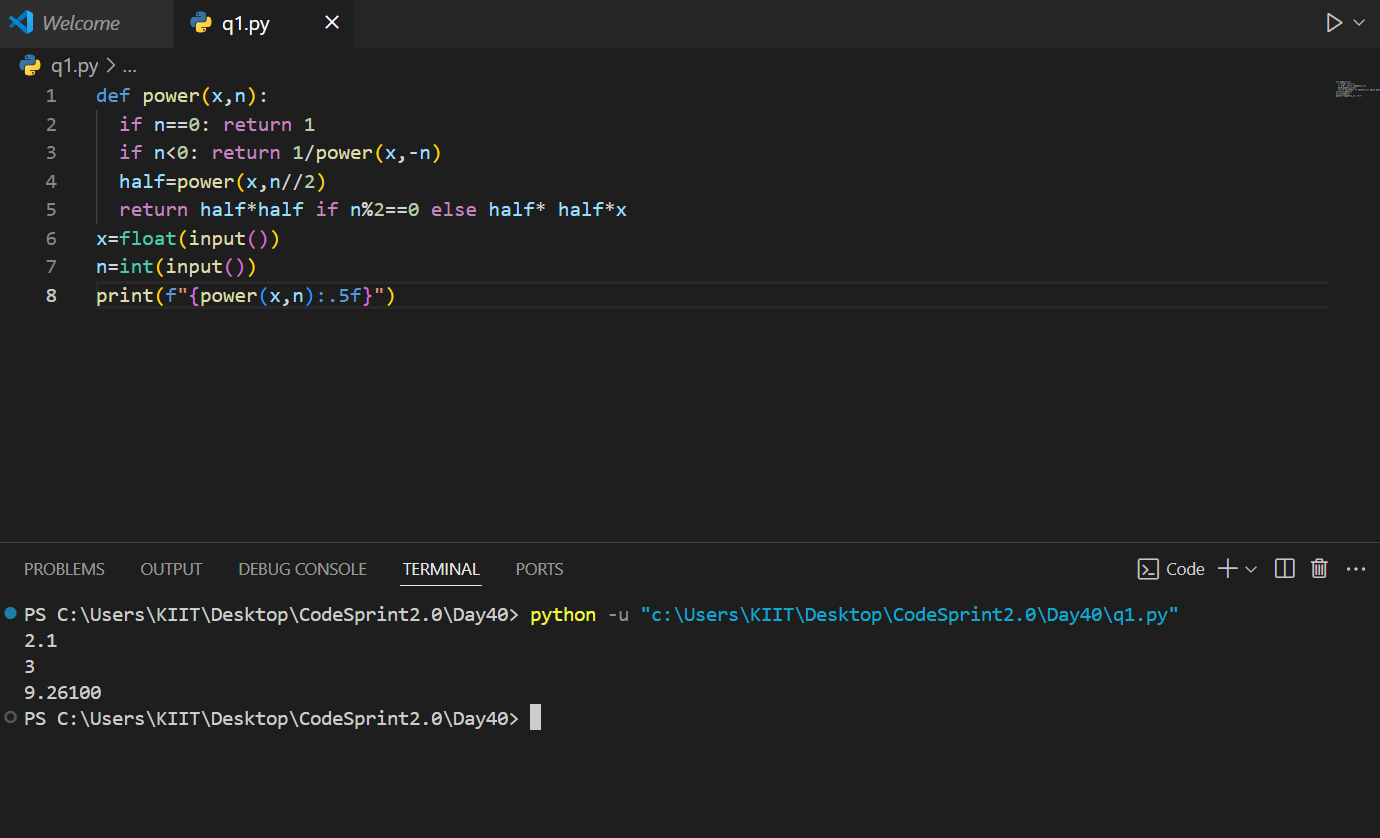 Welcome
q1.py
q1.py > ...
1 def power(x,n):
2   if n==0: return 1
3   if n<0: return 1/power(x,-n)
4   half=power(x,n//2)
5   return half*half if n%2==0 else half* half*x
6 x=float(input())
7 n=int(input())
8 print(f"{power(x,n):.5f}")
PROBLEMS OUTPUT DEBUG CONSOLE TERMINAL PORTS
Code
PS C:\Users\KIIT\Desktop\CodeSprint2.0\Day40> python -u "c:\Users\KIIT\Desktop\CodeSprint2.0\Day40\q1.py"
2.1
3
9.26100
PS C:\Users\KIIT\Desktop\CodeSprint2.0\Day40>